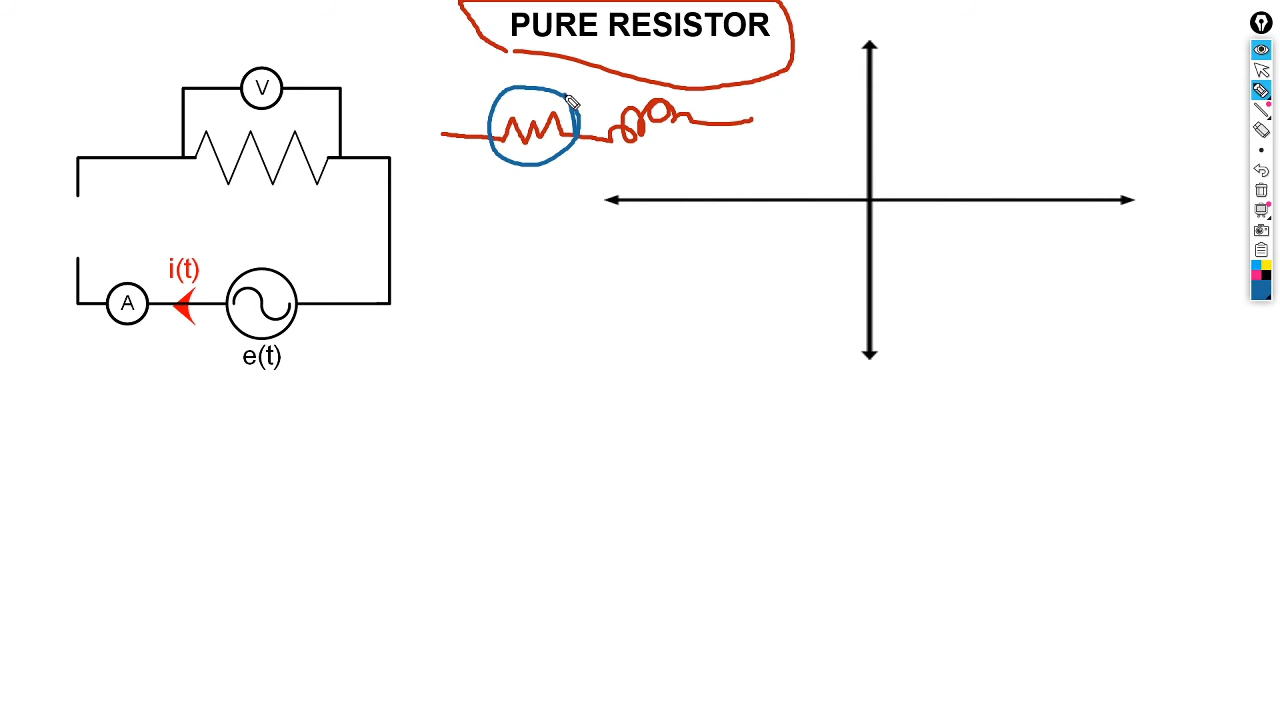 PURE RESISTOR
V
i(t)
A
e(t)